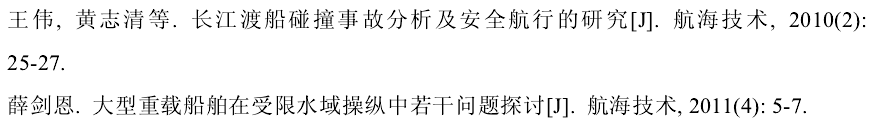 王伟, 黄志清等. 长江渡船碰撞事故分析及安全航行的研究[J]. 航海技术, 2010(2):
25-27.
薛剑恩. 大型重载船舶在受限水域操纵中若干问题探讨[J]. 航海技术, 2011(4): 5-7.